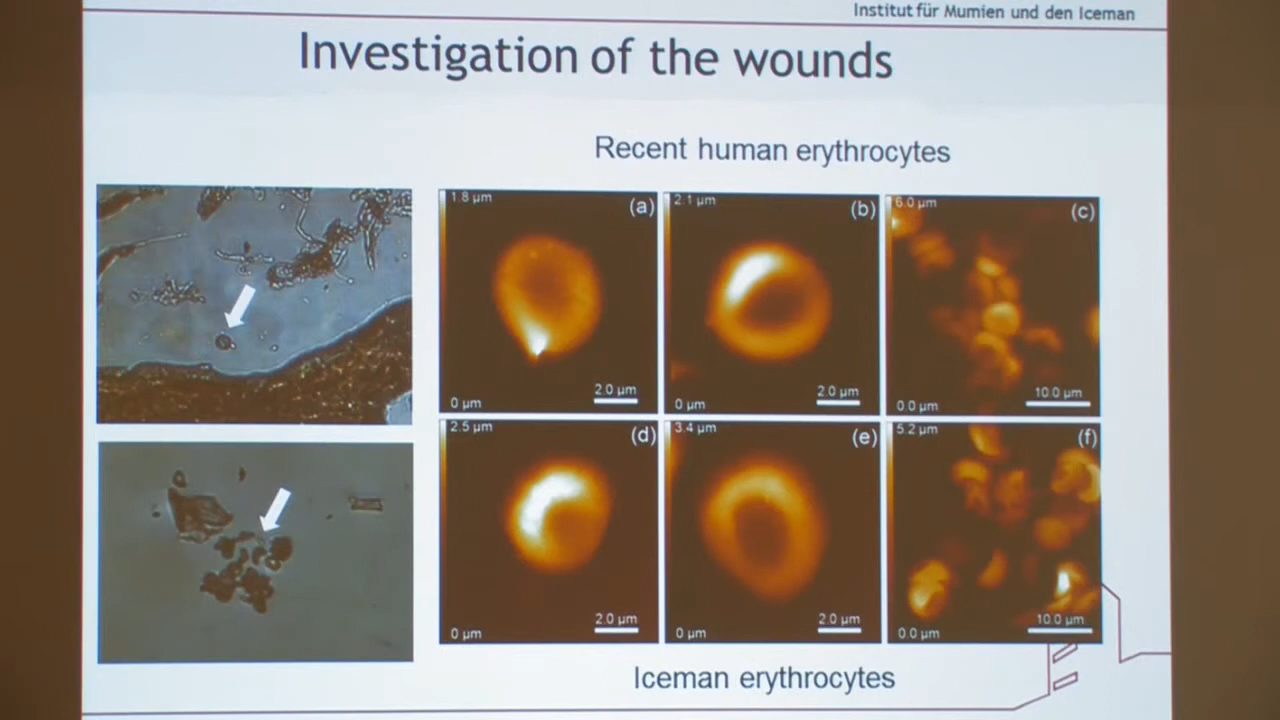 Institut für Mumien und den Iceman
Investigation of the wounds
Recent human erythrocytes
1.8 µm
(a)
2.0 µm
0 µm
2.1 µm
(b)
2.0 µm
0 µm
6.0 µm
(c)
10.0 µm
0.0 µm
2.5 µm
(d)
2.0 µm
0 µm
3.4 µm
(e)
2.0 µm
0 µm
5.2 µm
(f)
10.0 µm
0.0 µm
Iceman erythrocytes